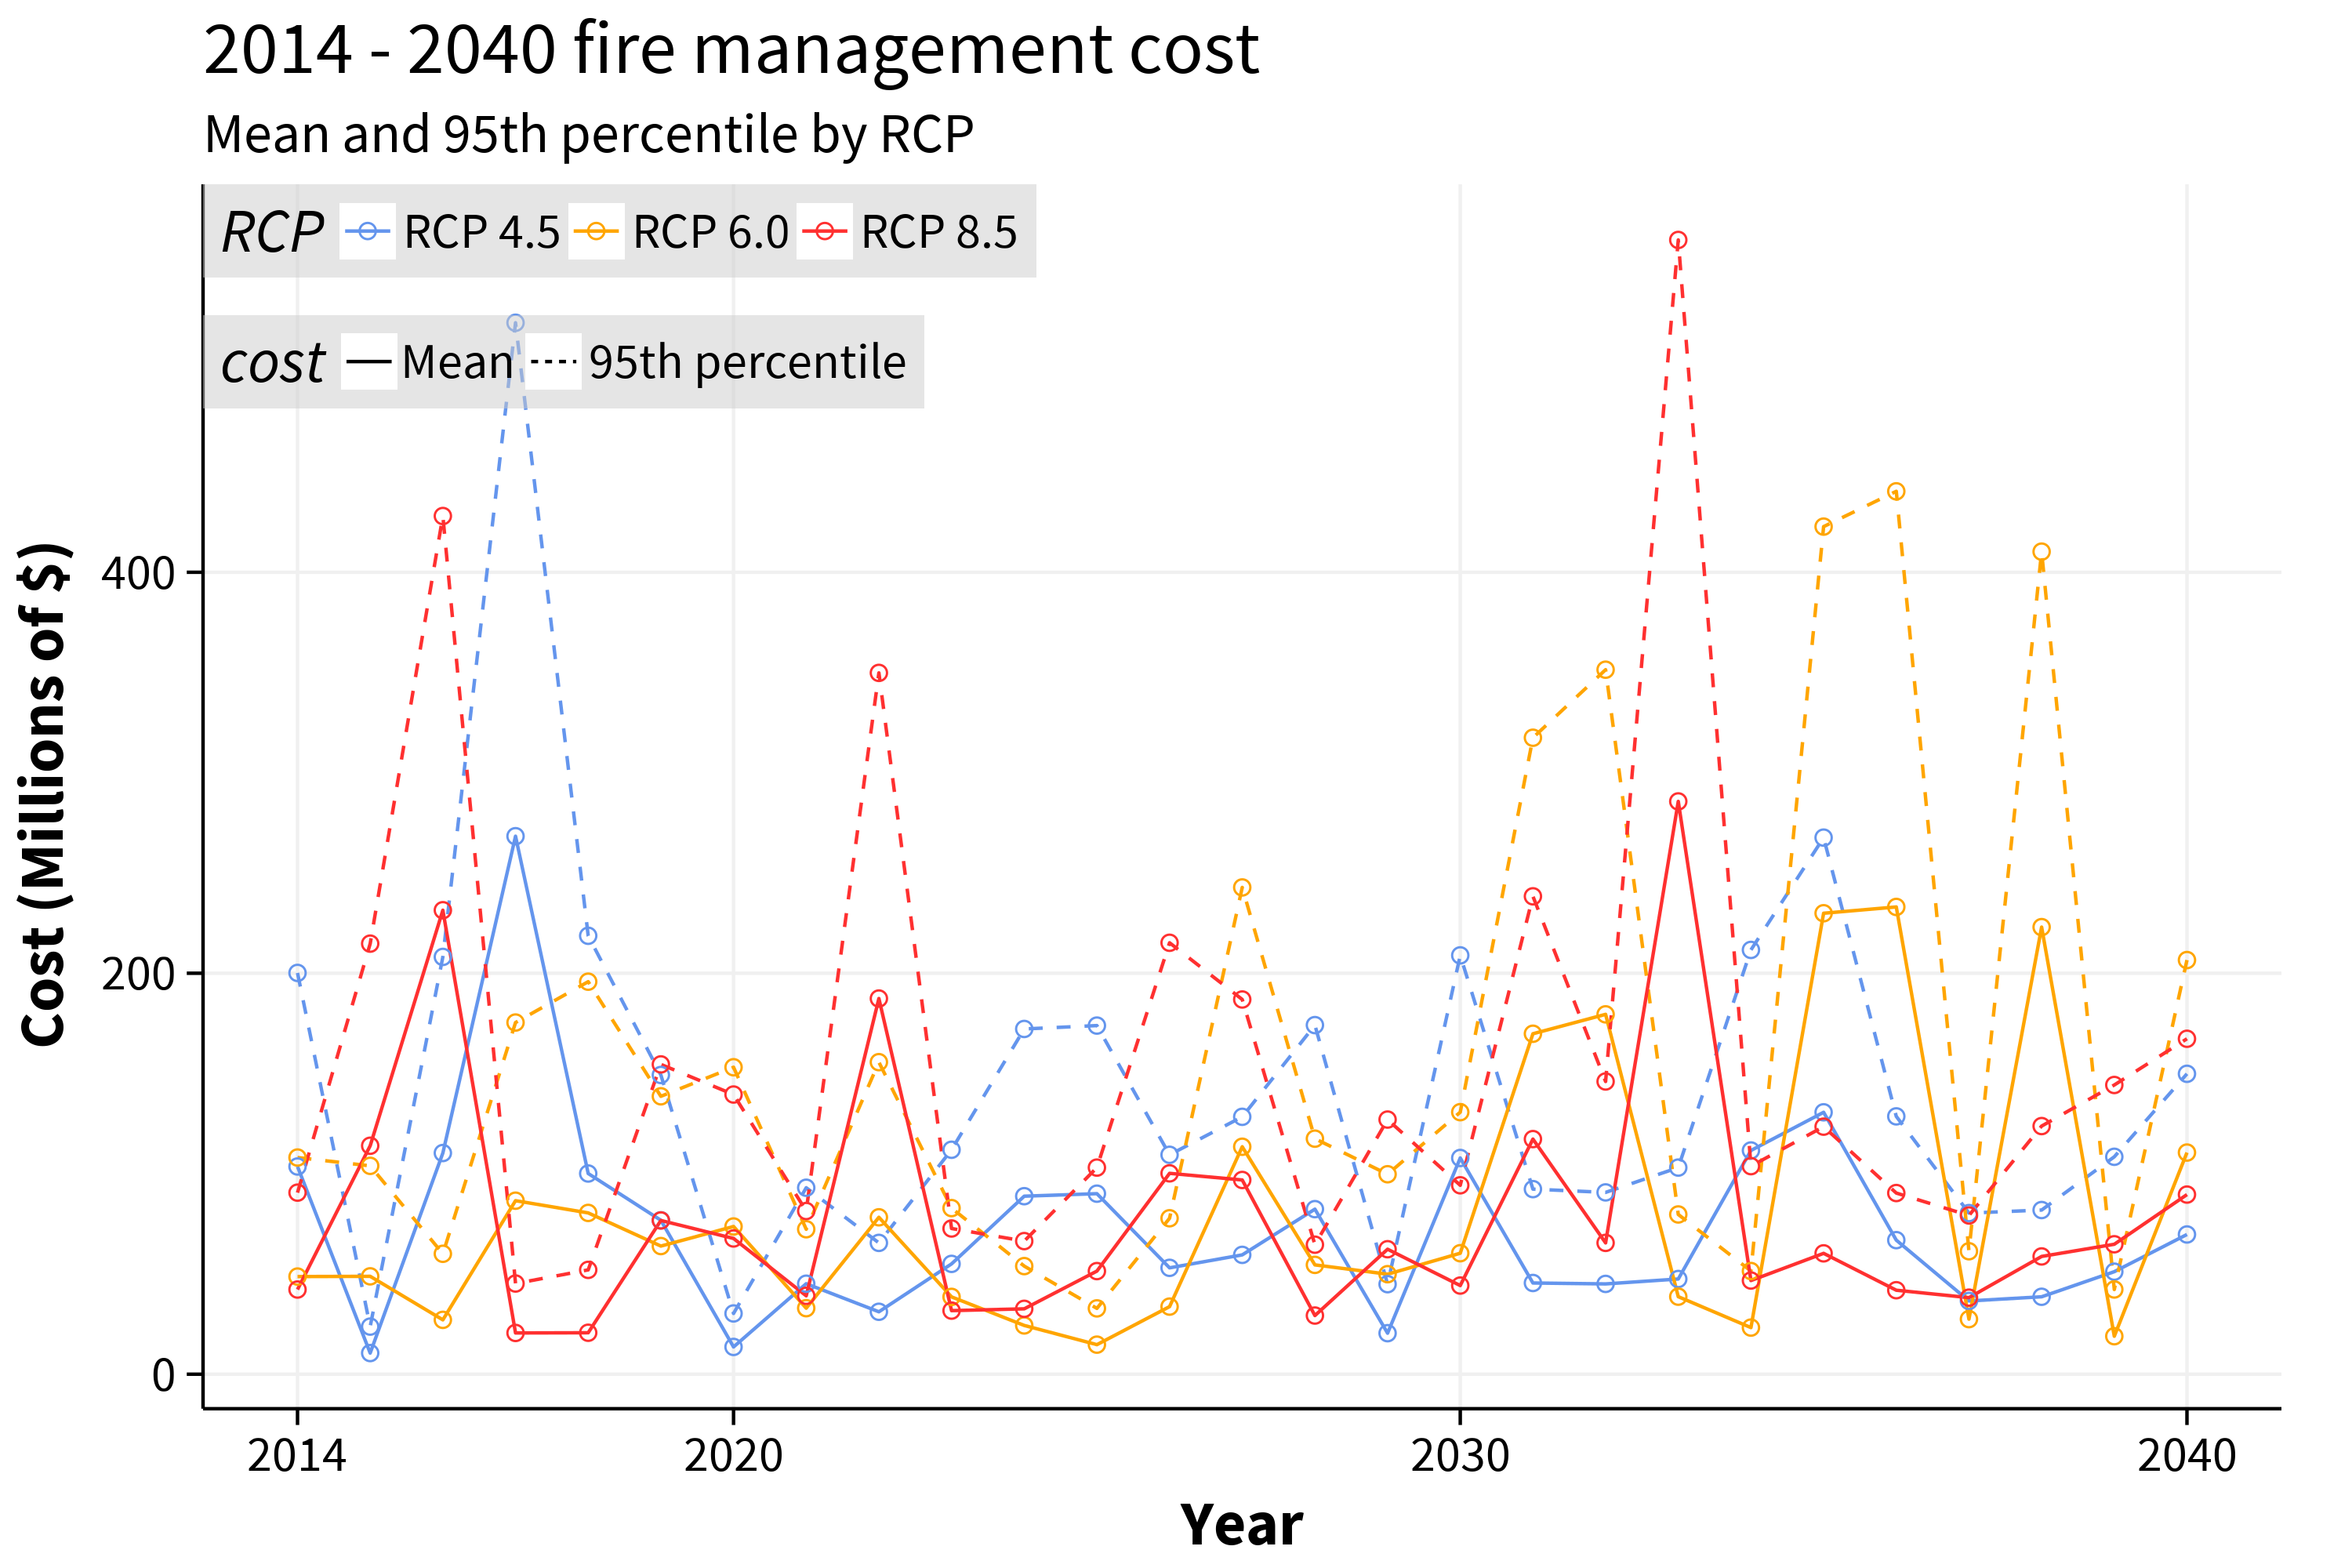 2014 - 2040 fire management cost
Mean and 95th percentile by RCP
RCP RCP 4.5 RCP 6.0 RCP 8.5
cost Mean 95th percentile
Cost (Millions of $)
400
200
0
2014 2020 2030 2040
Year